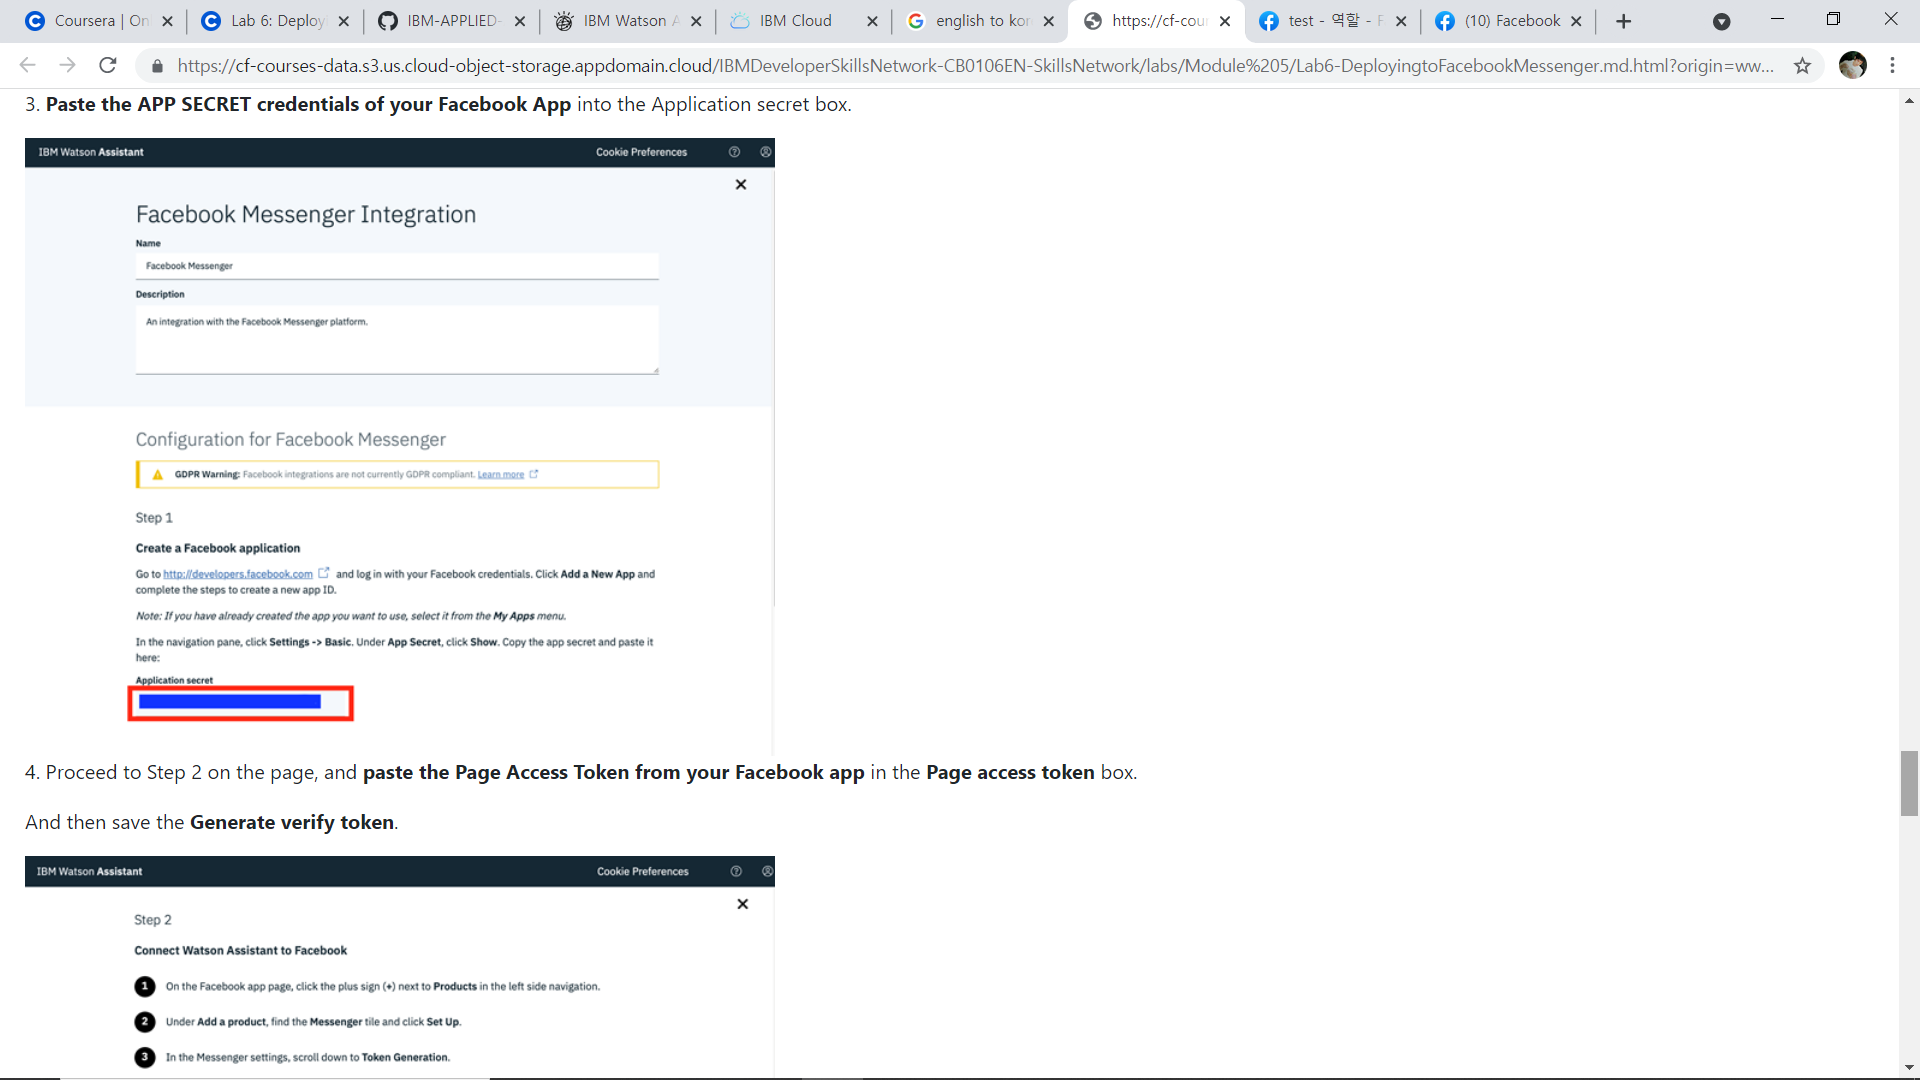 Coursera | On
Lab 6: Deploy
IBM-APPLIED-
IBM Watson A
IBM Cloud
english to kor
https://cf-cour
test - 역할 - F
(10) Facebook
https://cf-courses-data.s3.us.cloud-object-storage.appdomain.cloud/IBMDeveloperSkillsNetwork-CB0106EN-SkillsNetwork/labs/Module%205/Lab6-DeployingtoFacebookMessenger.md.html?origin=ww...
3. Paste the APP SECRET credentials of your Facebook App into the Application secret box.
IBM Watson Assistant
Cookie Preferences
Facebook Messenger Integration
Name
Facebook Messenger
Description
An integration with the Facebook Messenger platform.
Configuration for Facebook Messenger
GDPR Warning: Facebook integrations are not currently GDPR compliant. Learn more
Step 1
Create a Facebook application
Go to http://developers.facebook.com and log in with your Facebook credentials. Click Add a New App and
complete the steps to create a new app ID.
Note: If you have already created the app you want to use, select it from the My Apps menu.
In the navigation pane, click Settings -> Basic. Under App Secret, click Show. Copy the app secret and paste it
here:
Application secret
4. Proceed to Step 2 on the page, and paste the Page Access Token from your Facebook app in the Page access token box.
And then save the Generate verify token.
IBM Watson Assistant
Cookie Preferences
Step 2
Connect Watson Assistant to Facebook
1 On the Facebook app page, click the plus sign (+) next to Products in the left side navigation.
2 Under Add a product, find the Messenger tile and click Set Up.
3 In the Messenger settings, scroll down to Token Generation.